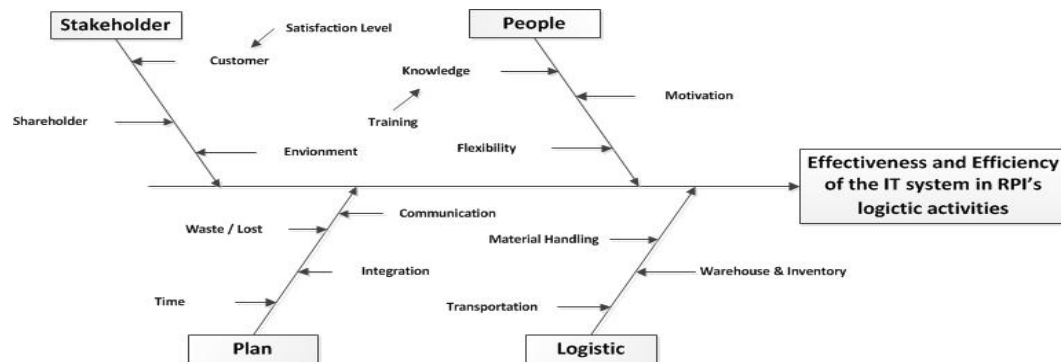 Stakeholder
Satisfaction Level
People
Customer
Knowledge
Motivation
Shareholder
Training
Envionment
Flexibility
Effectiveness and Efficiency
of the IT system in RPI's
logictic activities
Communication
Waste / Lost
Material Handling
Integration
Warehouse & Inventory
Time
Transportation
Plan
Logistic